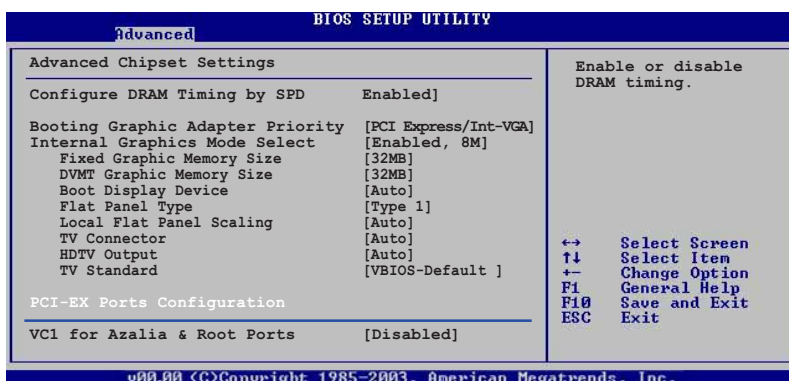 BIOS SETUP UTILITY
Advanced
Advanced Chipset Settings
Configure DRAM Timing by SPD Enabled]
Booting Graphic Adapter Priority [PCI Express/Int-VGA]
Internal Graphics Mode Select [Enabled, 8M]
Fixed Graphic Memory Size [32MB]
DVMT Graphic Memory Size [32MB]
Boot Display Device [Auto]
Flat Panel Type [Type 1]
Local Flat Panel Scaling [Auto]
TV Connector [Auto]
HDTV Output [Auto]
TV Standard [VBIOS-Default ]
PCI-EX Ports Configuration
VC1 for Azalia & Root Ports [Disabled]
Enable or disable
DRAM timing.
←→ Select Screen
↑↓ Select Item
+- Change Option
F1 General Help
F10 Save and Exit
ESC Exit
v00.00 (C)Copyright 1985-2003, American Megatrends, Inc.